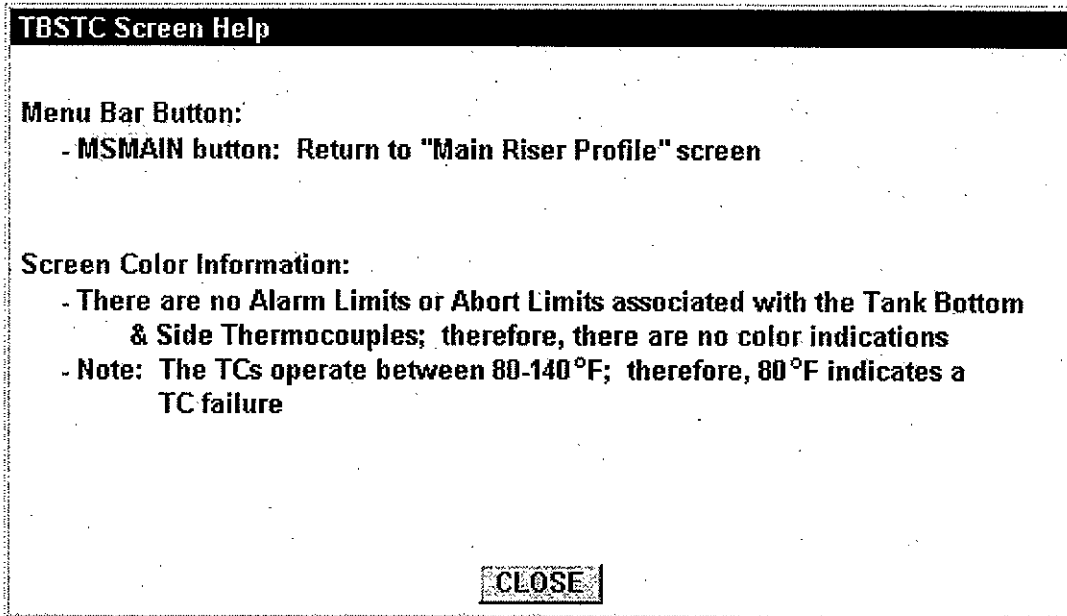 TBSTC Screen Help
Menu Bar Button:
- MSMAIN button: Return to "Main Riser Profile" screen
Screen Color Information:
- There are no Alarm Limits or Abort Limits associated with the Tank Bottom
& Side Thermocouples; therefore, there are no color indications
- Note: The TCs operate between 80-140°F; therefore, 80°F indicates a
TC failure
CLOSE